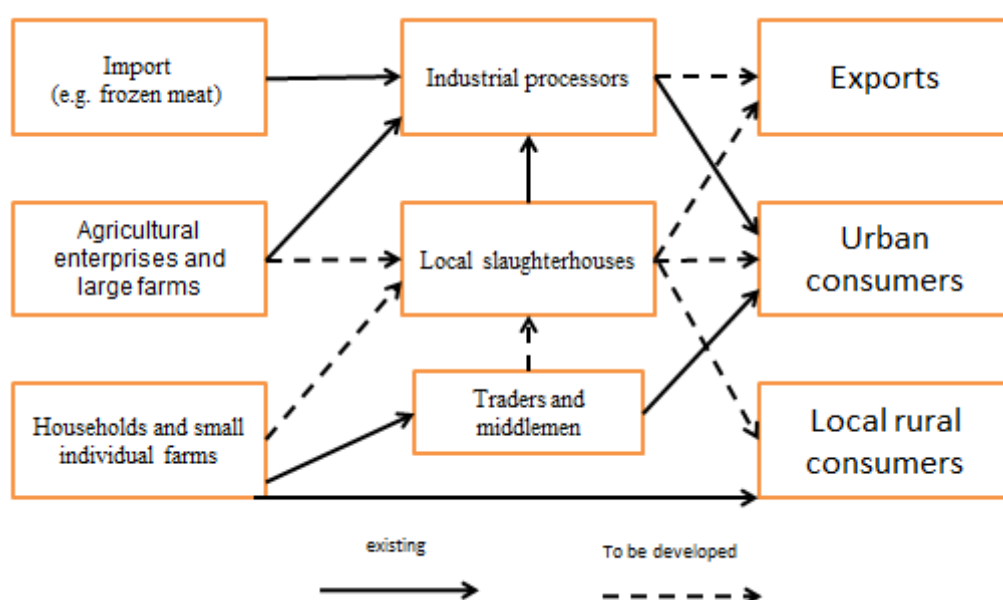 Import
(e.g. frozen meat)
Industrial processors
Exports
Agricultural
enterprises and
large farms
Local slaughterhouses
Urban
consumers
Households and small
individual farms
Traders and
middlemen
Local rural
consumers
existing
To be developed